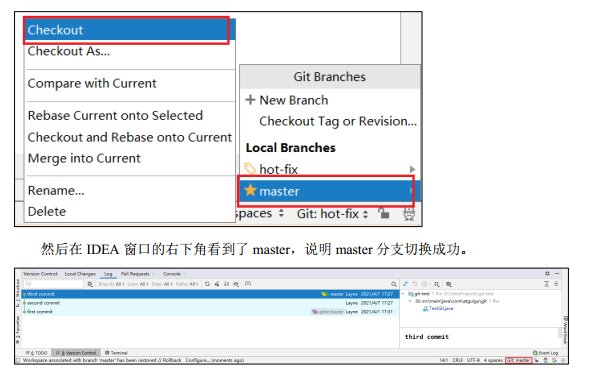 Checkout
Checkout As...
Compare with Current
Rebase Current onto Selected
Checkout and Rebase onto Current
Merge into Current
Rename...
Delete
Git Branches
+ New Branch
Checkout Tag or Revision...
Local Branches
hot-fix
master
paces Git: hot-fix
然后在 IDEA 窗口的右下角看到了 master，说明 master 分支切换成功。
Version Control: Local Changes Log Pull Requests Console
Branch: All User: All Date: All Paths: All
third commit master Layne 2021/4/7 17:27
second commit Layne 2021/4/7 17:27
first commit Layne 2021/4/7 17:01
git-test 1 file
src\main\java\com\atguigu\git 1 file
TestGit.java
third commit
6: TODO 9: Version Control Terminal Event Log
Workspace associated with branch 'master' has been restored // Rollback Configure... (moments ago) 14:1 CRLF UTF-8 4 spaces Git: master